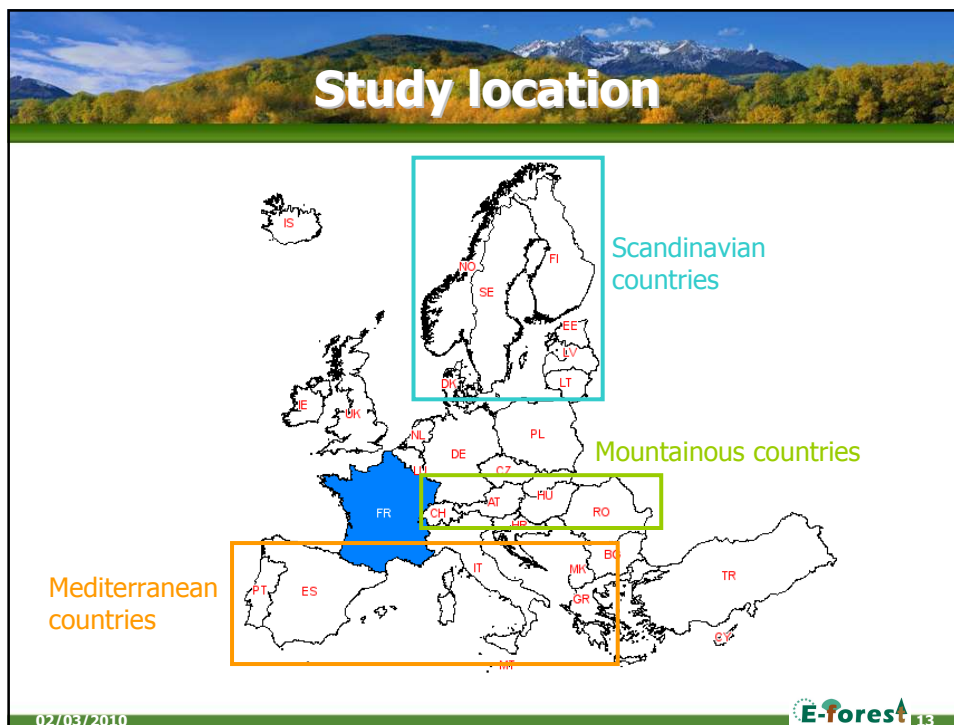 Study location
IS
Scandinavian
countries
NO
FI
SE
EE
LV
DK
LT
IE
UK
NL
DE
PL
Mountainous countries
LU
CZ
HU
AT
CH
FR
RO
HR
BG
IT
MK
TR
Mediterranean
countries
PT
ES
GR
CY
MT
02/03/2010
E-forest
13